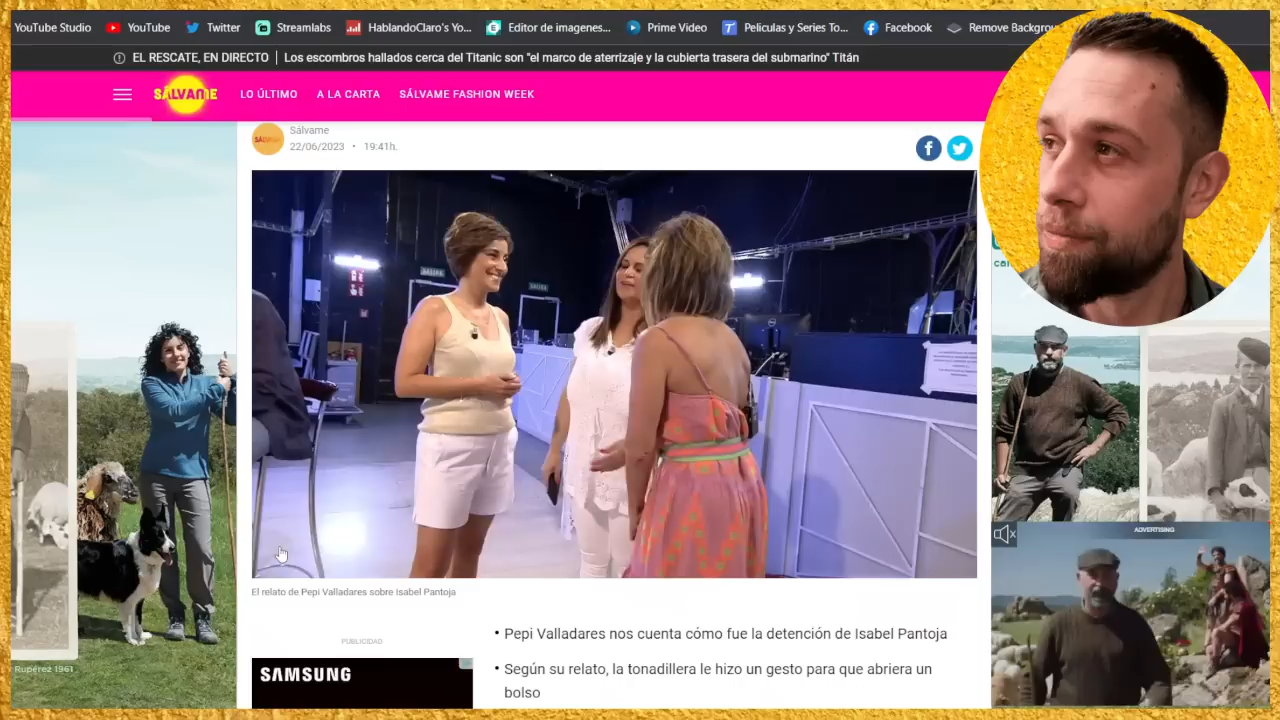 YouTube Studio
YouTube
Twitter
Streamlabs
HablandoClaro's Yo...
Editor de imagenes...
Prime Video
Peliculas y Series To...
Facebook
Remove Backgrou
EL RESCATE, EN DIRECTO
Los escombros hallados cerca del Titanic son "el marco de aterrizaje y la cubierta trasera del submarino" Titán
SÁLVAME
LO ÚLTIMO
A LA CARTA
SÁLVAME FASHION WEEK
Sálvame
22/06/2023 • 19:41h.
El relato de Pepi Valladares sobre Isabel Pantoja
PUBLICIDAD
SAMSUNG
• Pepi Valladares nos cuenta cómo fue la detención de Isabel Pantoja
• Según su relato, la tonadillera le hizo un gesto para que abriera un
bolso
Rupérez 1961
ADVERTISING